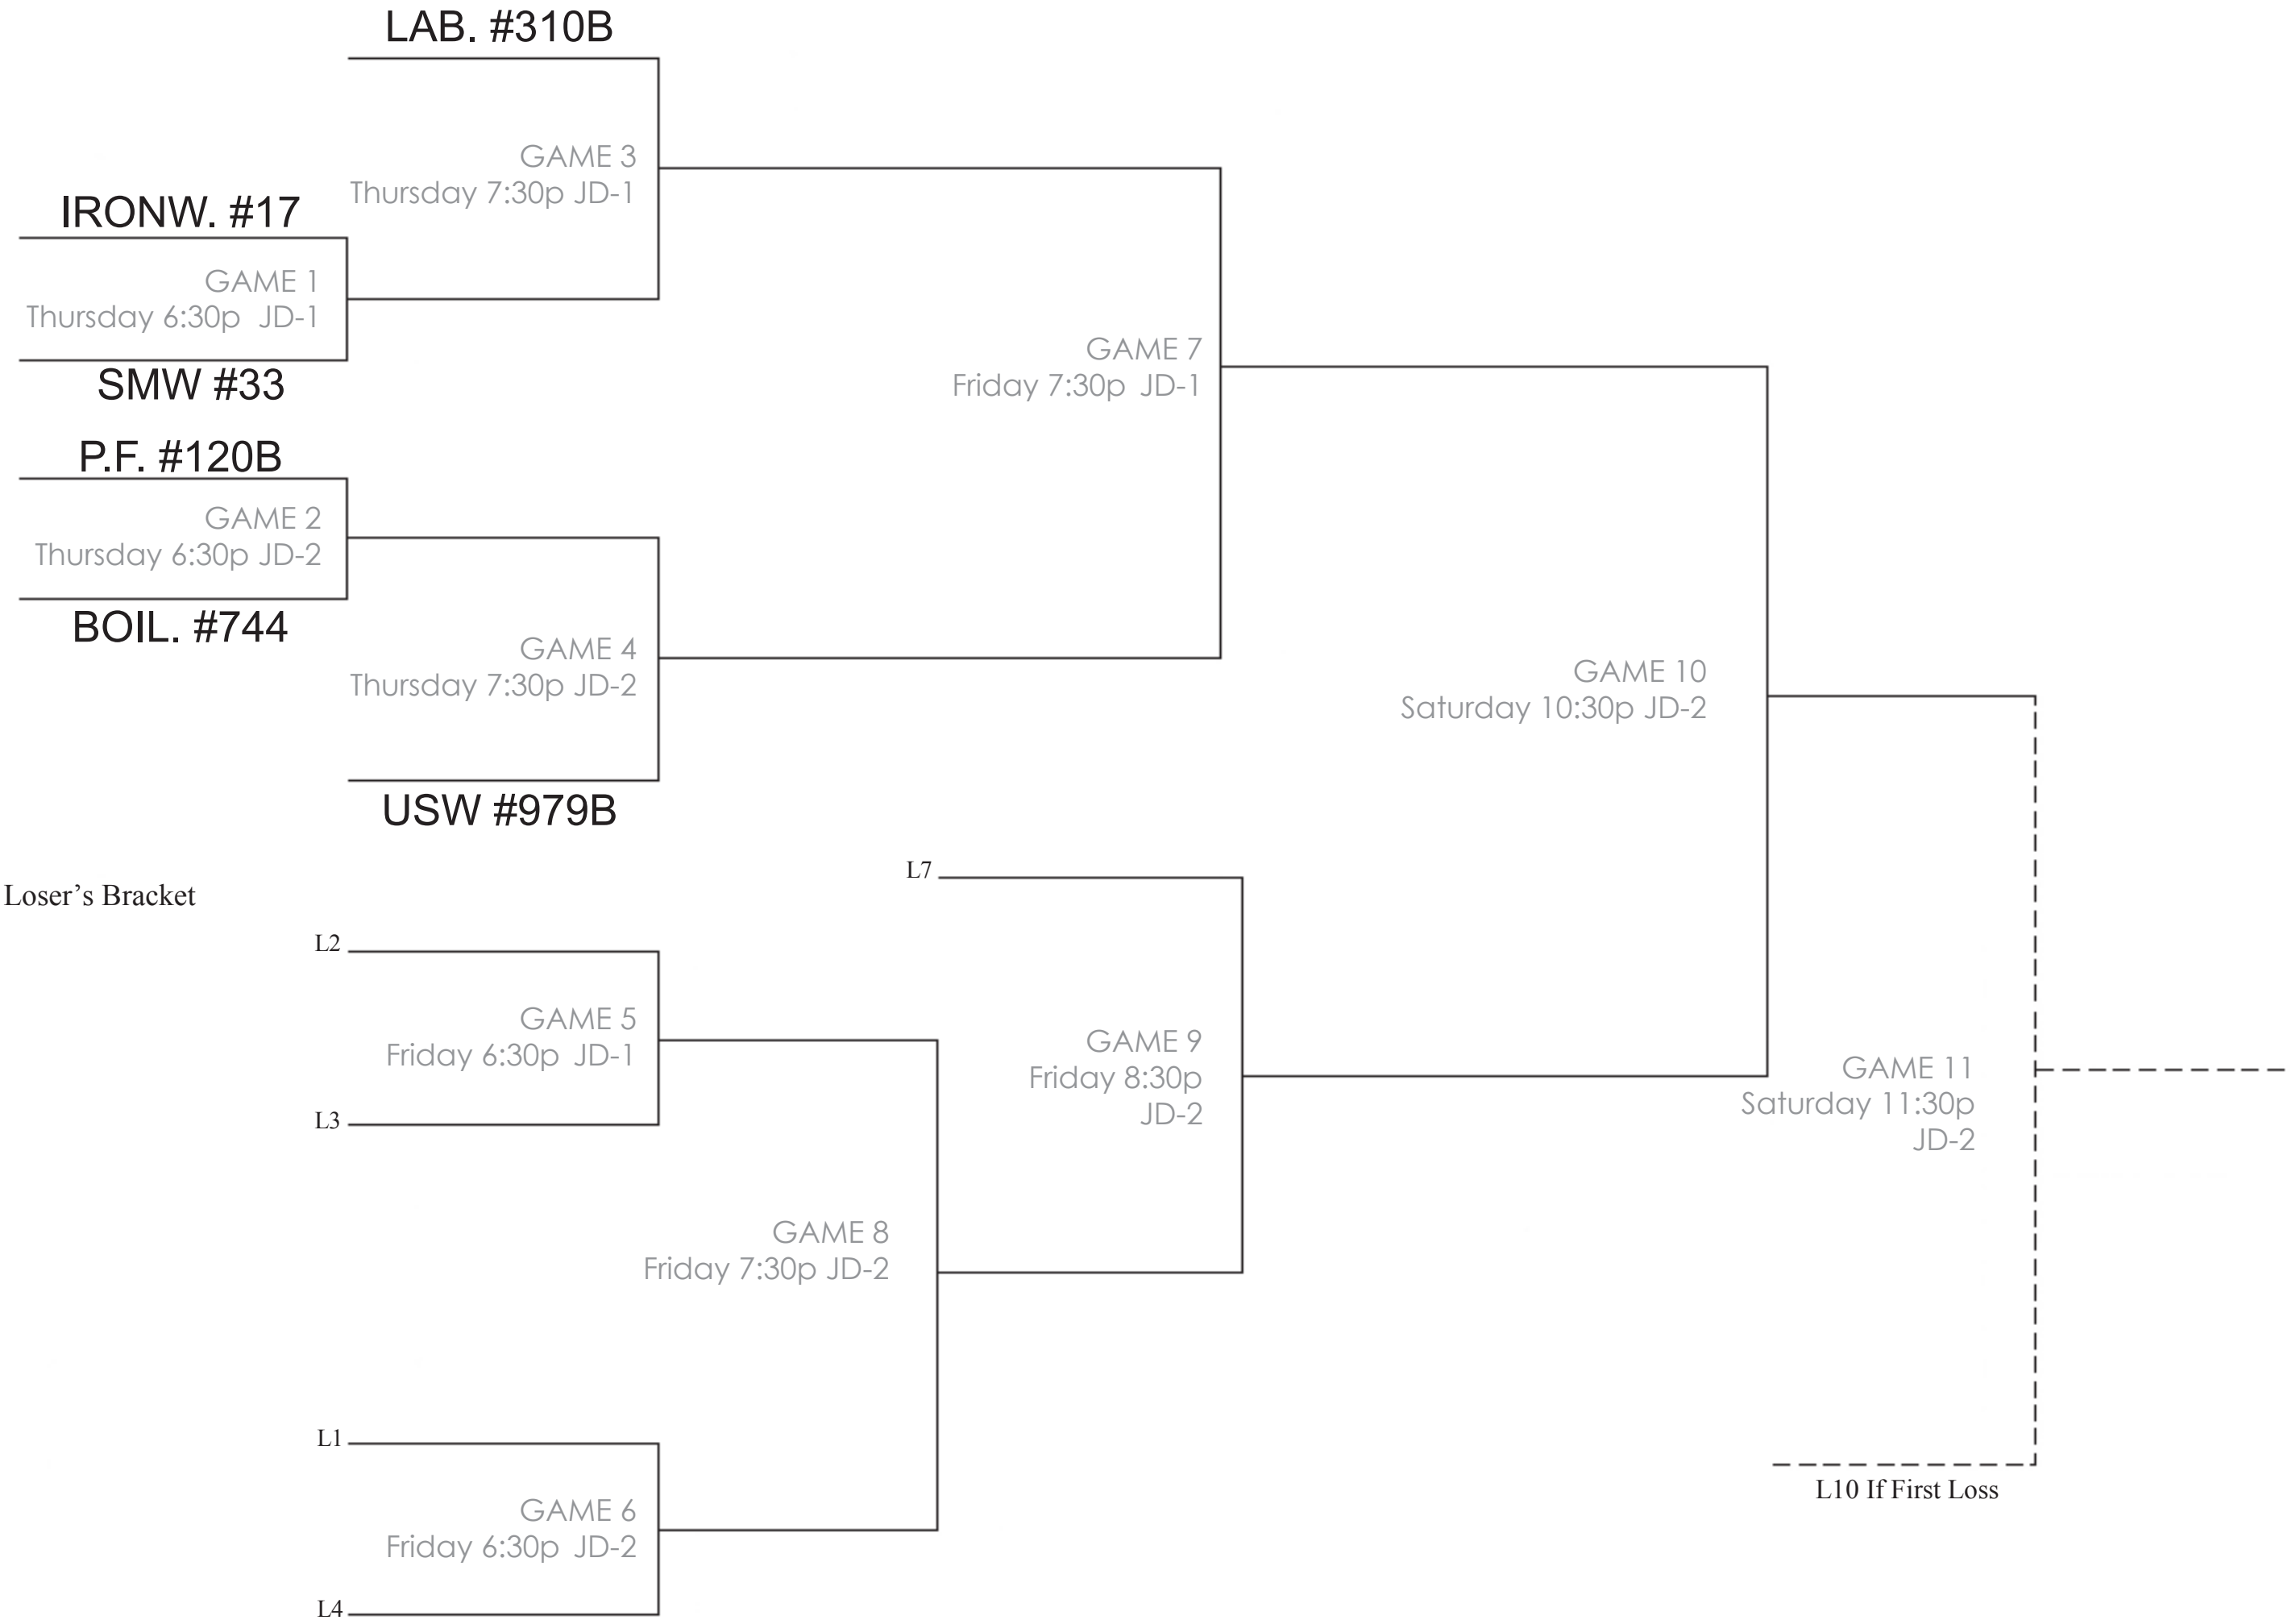 LAB. #310B
GAME 3
Thursday 7:30p JD-1
IRONW. #17
GAME 1
Thursday 6:30p  JD-1
SMW #33
GAME 7
Friday 7:30p  JD-1
P.F. #120B
GAME 2
Thursday 6:30p JD-2
BOIL. #744
GAME 4
Thursday 7:30p JD-2
GAME 10
Saturday 10:30p JD-2
USW #979B
Loser’s Bracket
L7
L2
GAME 5
Friday 6:30p  JD-1
L3
GAME 9
Friday 8:30p
JD-2
GAME 11
Saturday 11:30p
JD-2
GAME 8
Friday 7:30p JD-2
L1
GAME 6
Friday 6:30p  JD-2
L4
L10 If First Loss